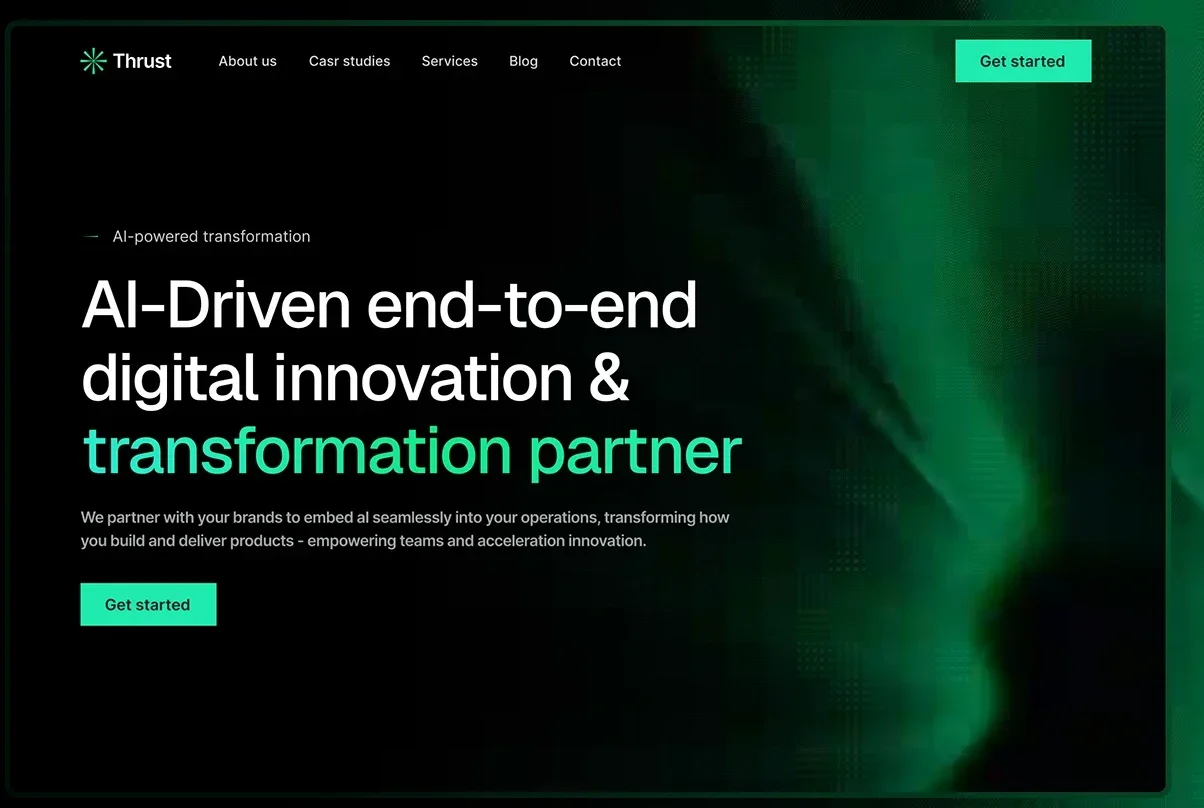 Thrust
About us
Casr studies
Services
Blog
Contact
Get started
AI-powered transformation
AI-Driven end-to-end
digital innovation &
transformation partner
We partner with your brands to embed al seamlessly into your operations, transforming how
you build and deliver products - empowering teams and acceleration innovation.
Get started